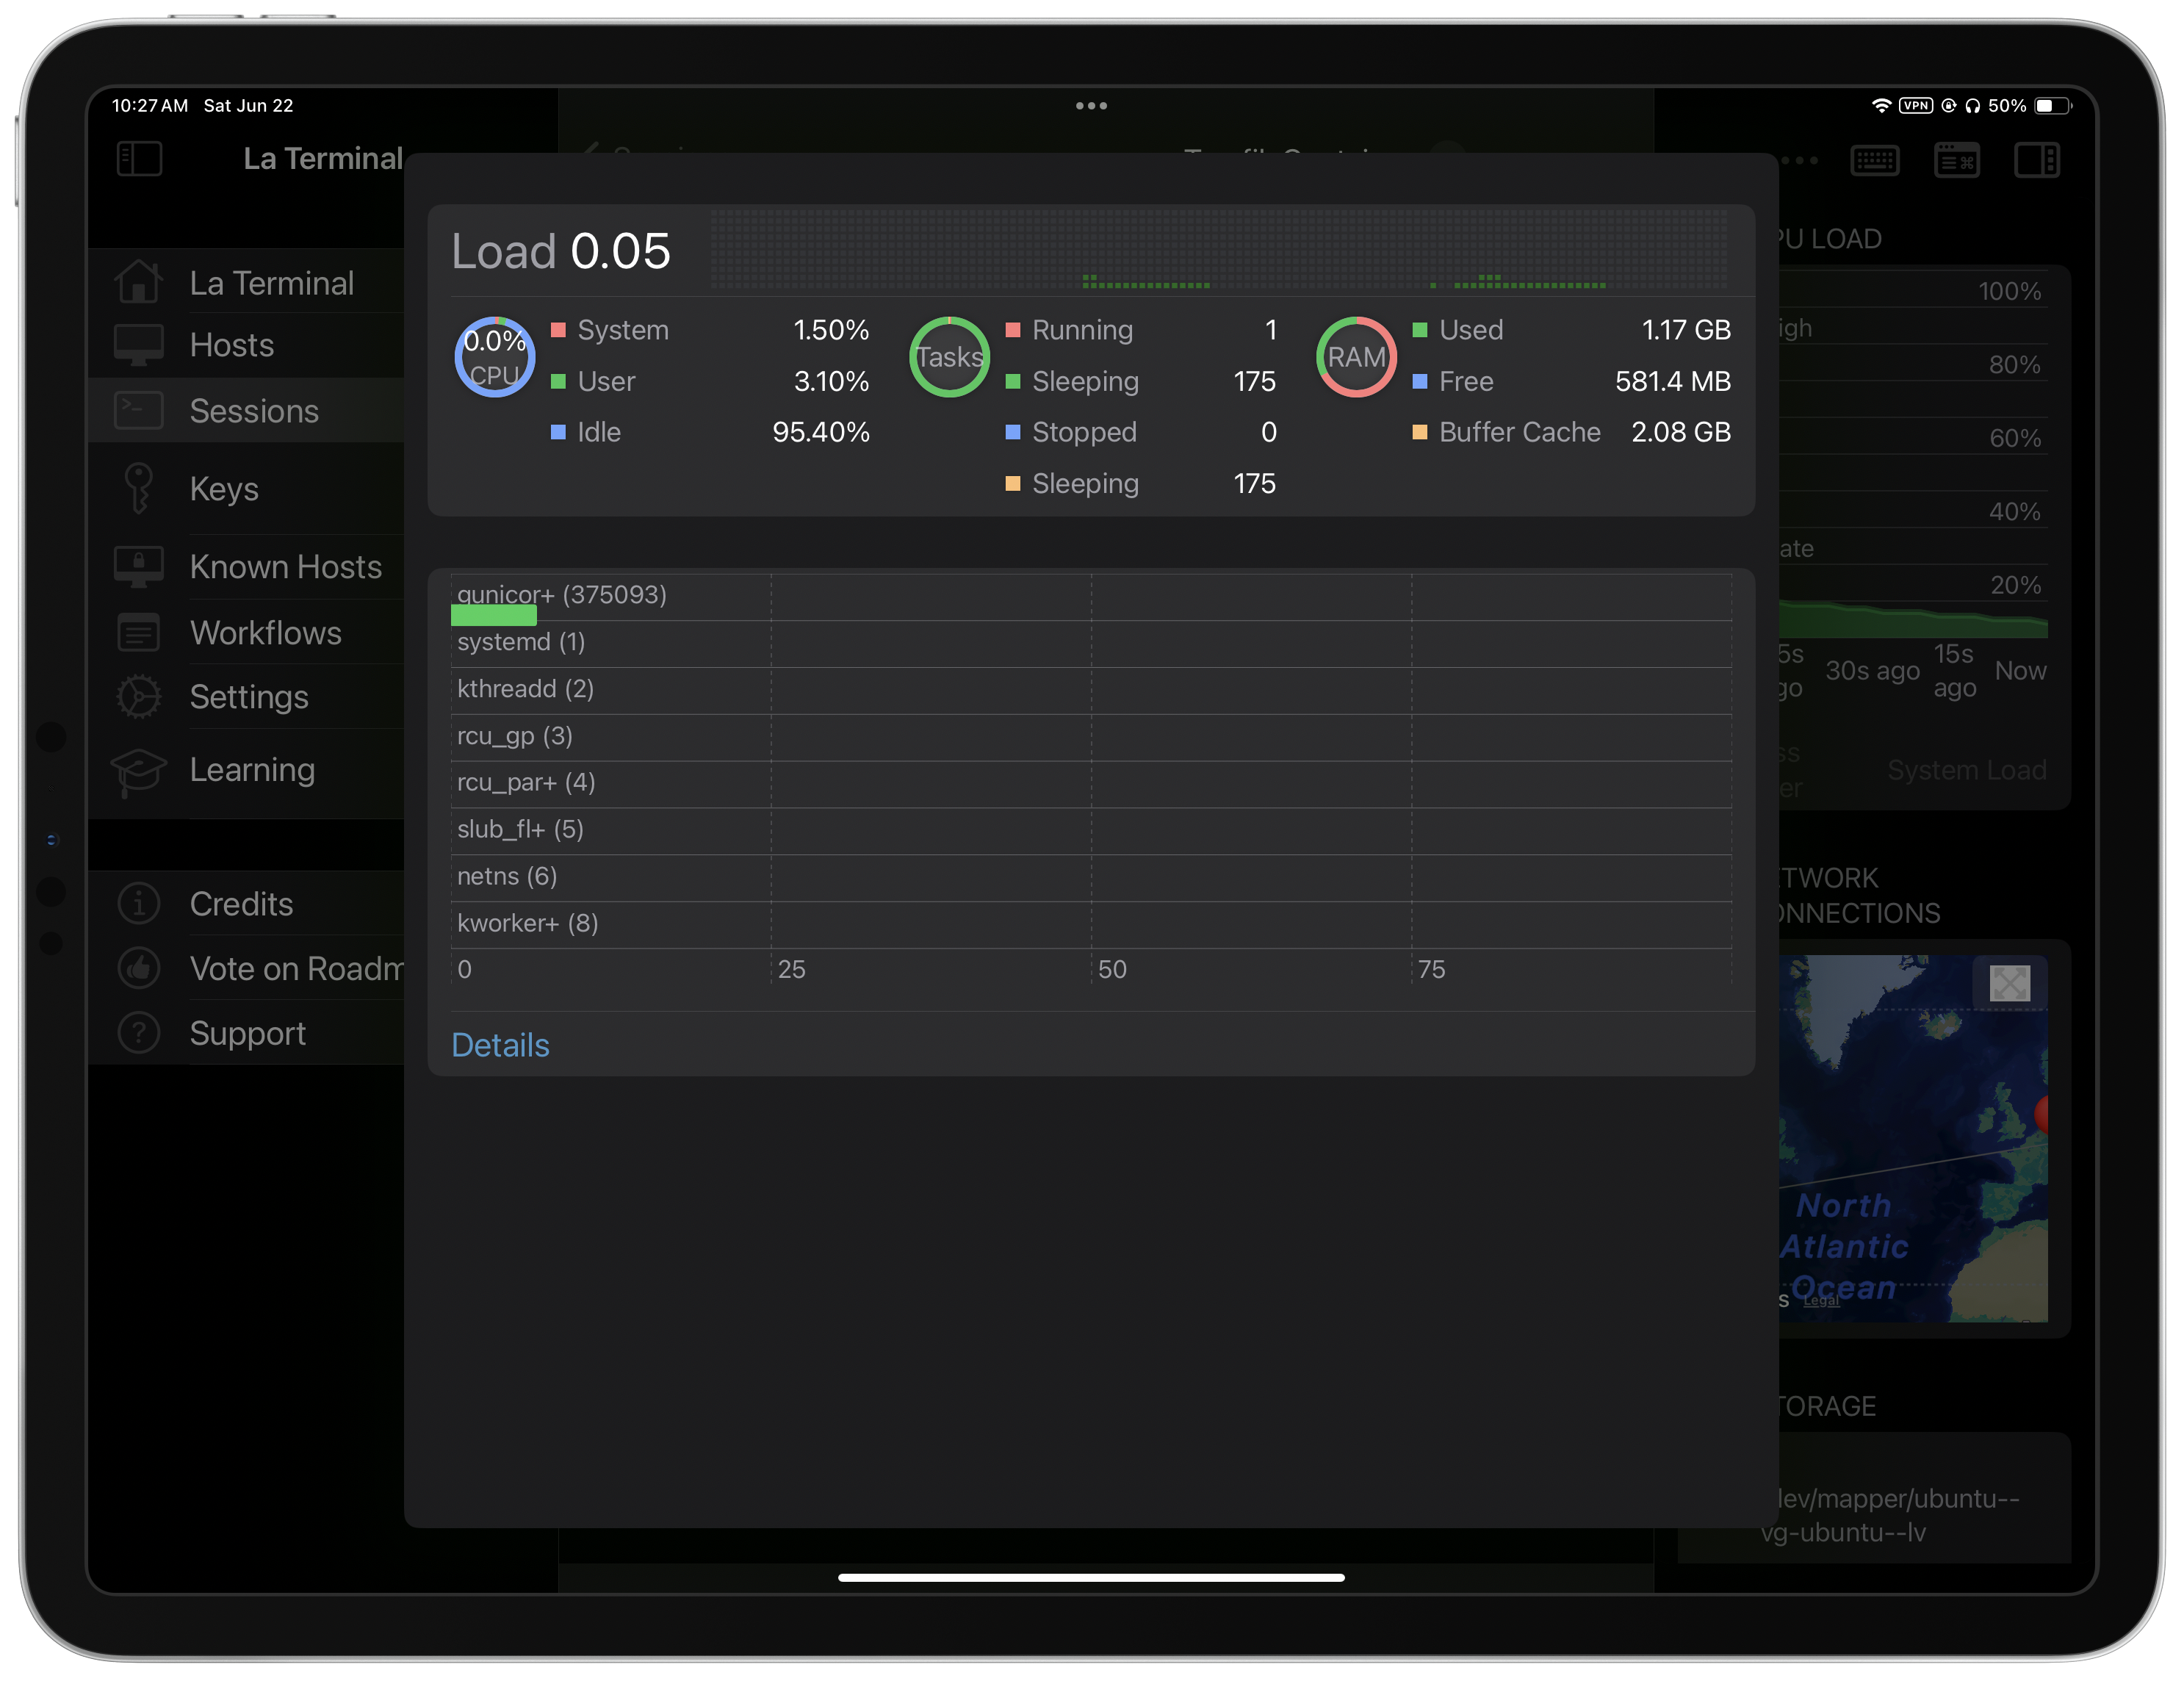 10:27 AM Sat Jun 22
VPN 50%
La Terminal
La Terminal
Hosts
Sessions
Keys
Known Hosts
Workflows
Settings
Learning
Credits
Vote on Roadm
Support
Load 0.05
0.0%
CPU
System 1.50%
User 3.10%
Idle 95.40%
Tasks
Running 1
Sleeping 175
Stopped 0
Sleeping 175
RAM
Used 1.17 GB
Free 581.4 MB
Buffer Cache 2.08 GB
gunicor+ (375093)
systemd (1)
kthreadd (2)
rcu_gp (3)
rcu_par+ (4)
slub_fl+ (5)
netns (6)
kworker+ (8)
0 25 50 75
Details
PU LOAD
100%
igh
80%
60%
40%
ate
20%
5s
go
30s ago
15s
ago
Now
ss
er
System Load
TWORK
ONNECTIONS
North
Atlantic
Ocean
s Legal
TORAGE
dev/mapper/ubuntu--
vg-ubuntu--lv